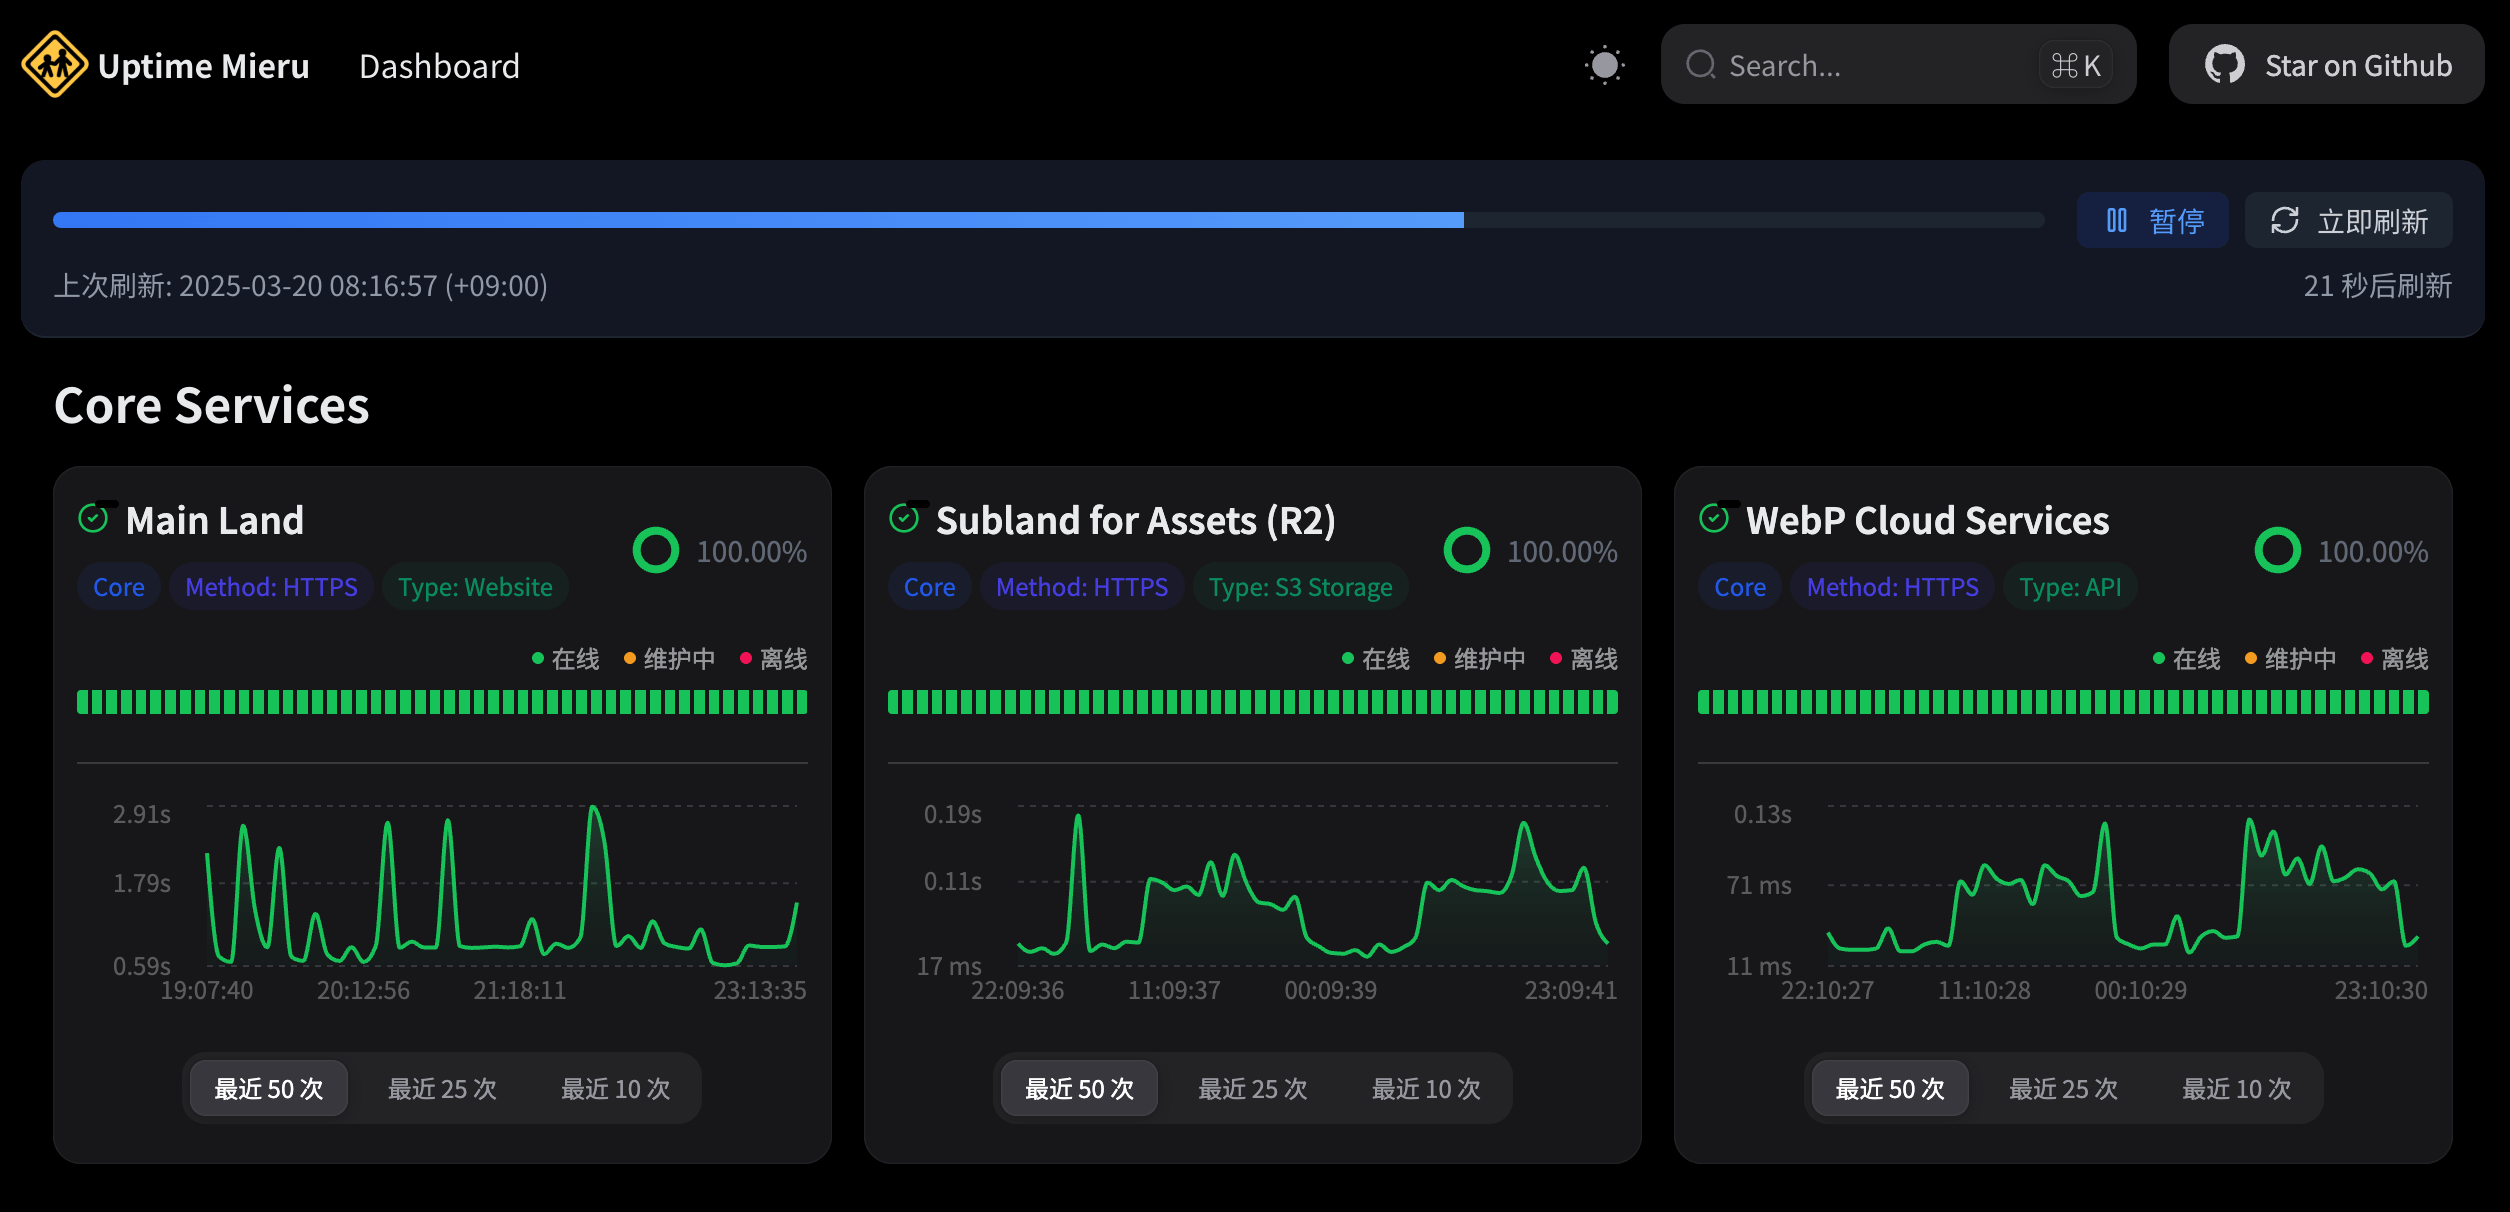 Uptime Mieru Dashboard Search... ⌘K Star on Github
暂停 立即刷新
上次刷新: 2025-03-20 08:16:57 (+09:00) 21 秒后刷新
Core Services
Main Land
100.00%
Core Method: HTTPS Type: Website
在线 维护中 离线
2.91s
1.79s
0.59s
19:07:40 20:12:56 21:18:11 23:13:35
最近 50 次 最近 25 次 最近 10 次
Subland for Assets (R2)
100.00%
Core Method: HTTPS Type: S3 Storage
在线 维护中 离线
0.19s
0.11s
17 ms
22:09:36 11:09:37 00:09:39 23:09:41
最近 50 次 最近 25 次 最近 10 次
WebP Cloud Services
100.00%
Core Method: HTTPS Type: API
在线 维护中 离线
0.13s
71 ms
11 ms
22:10:27 11:10:28 00:10:29 23:10:30
最近 50 次 最近 25 次 最近 10 次